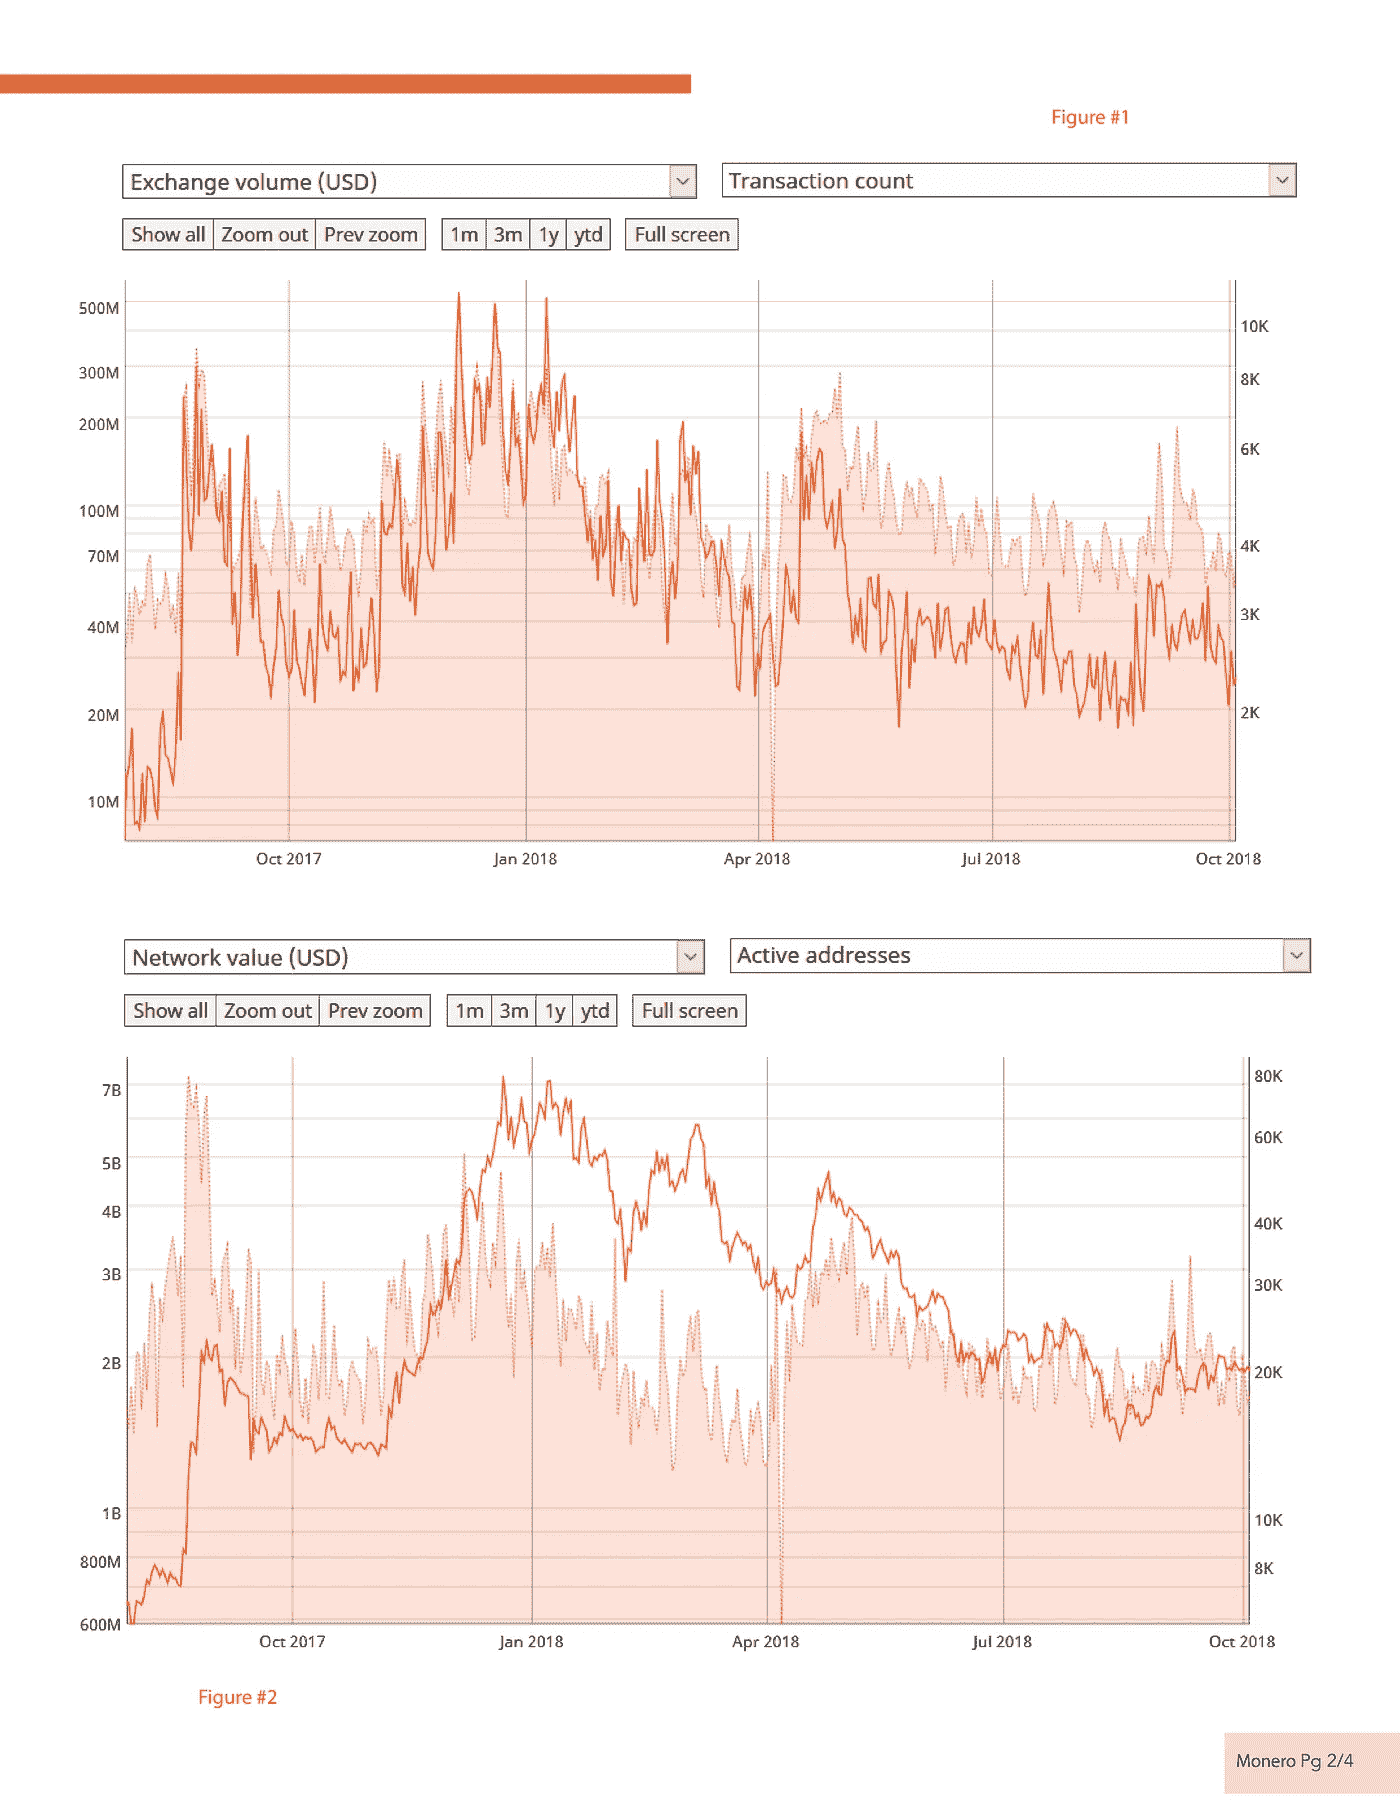 Figure #1
Exchange volume (USD) Transaction count
Show all Zoom out Prev zoom 1m 3m 1y ytd Full screen
500M
300M
200M
100M
70M
40M
20M
10M
10K
8K
6K
4K
3K
2K
Oct 2017 Jan 2018 Apr 2018 Jul 2018 Oct 2018
Network value (USD) Active addresses
Show all Zoom out Prev zoom 1m 3m 1y ytd Full screen
7B
5B
4B
3B
2B
1B
800M
600M
80K
60K
40K
30K
20K
10K
8K
Oct 2017 Jan 2018 Apr 2018 Jul 2018 Oct 2018
Figure #2
Monero Pg 2/4